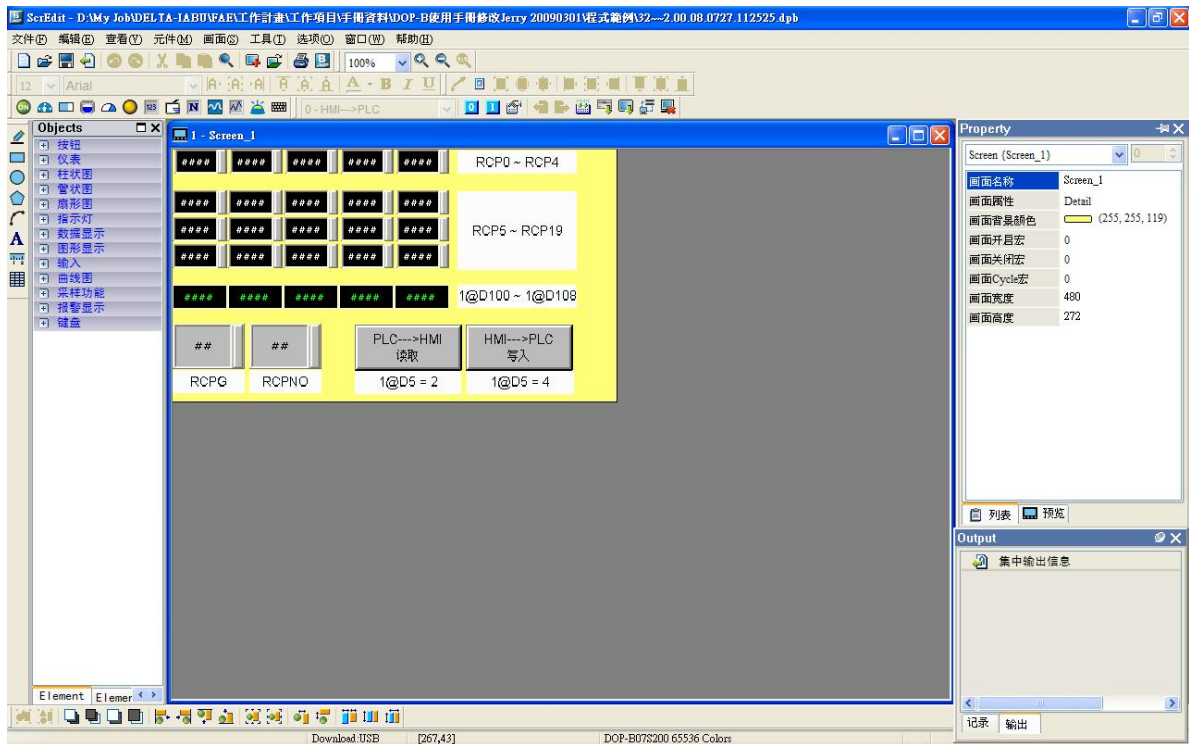 ScrEdit - D:\My Job\DELTA-IABU\FAE\工作計畫\工作項目\手冊資料\DOP-B使用手冊修改Jerry 20090301\程式範例\32---2.00.08.0727.112525.dpb
文件(F) 编辑(E) 查看(V) 元件(M) 画面(S) 工具(T) 选项(O) 窗口(W) 帮助(H)
100%
12 Arial
0 - HMI--->PLC
Objects
按钮
仪表
柱状图
管状图
扇形图
指示灯
数据显示
图形显示
输入
曲线图
采样功能
报警显示
键盘
Element Elemer
1 - Screen_1
#### #### #### #### #### RCP0 ~ RCP4
#### #### #### #### ####
#### #### #### #### #### RCP5 ~ RCP19
#### #### #### #### ####
#### #### #### #### #### 1@D100 ~ 1@D108
## ## PLC--->HMI 读取 HMI--->PLC 写入
RCPG RCPNO 1@D5 = 2 1@D5 = 4
Property
Screen {Screen_1} 0
画面名称 Screen_1
画面属性 Detail
画面背景颜色 (255, 255, 119)
画面开启宏 0
画面关闭宏 0
画面Cycle宏 0
画面宽度 480
画面高度 272
列表 预览
Output
集中输出信息
记录 输出
Download:USB [267,43] DOP-B07S200 65536 Colors